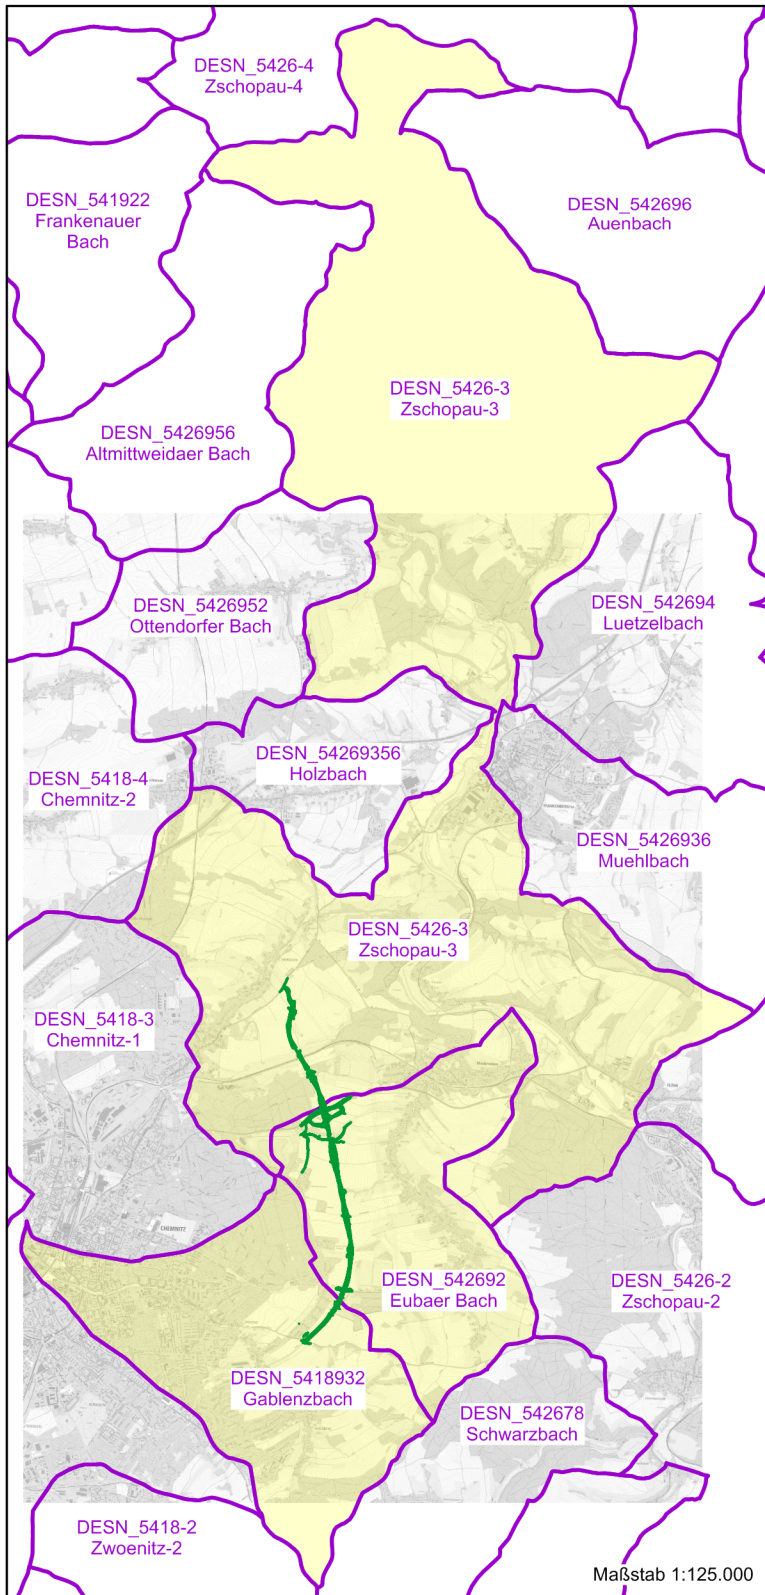 DESN_5426-4
Zschopau-4
DESN_541922
Frankenauer
Bach
DESN_542696
Auenbach
DESN_5426-3
Zschopau-3
DESN_5426956
Altmittweidaer Bach
DESN_5426952
Ottendorfer Bach
DESN_542694
Luetzelbach
DESN_54269356
Holzbach
DESN_5418-4
Chemnitz-2
DESN_5426936
Muehlbach
DESN_5426-3
Zschopau-3
DESN_5418-3
Chemnitz-1
CHEMNITZ
DESN_542692
Eubaer Bach
DESN_5426-2
Zschopau-2
DESN_5418932
Gablenzbach
DESN_542678
Schwarzbach
DESN_5418-2
Zwoenitz-2
Maßstab 1:125.000